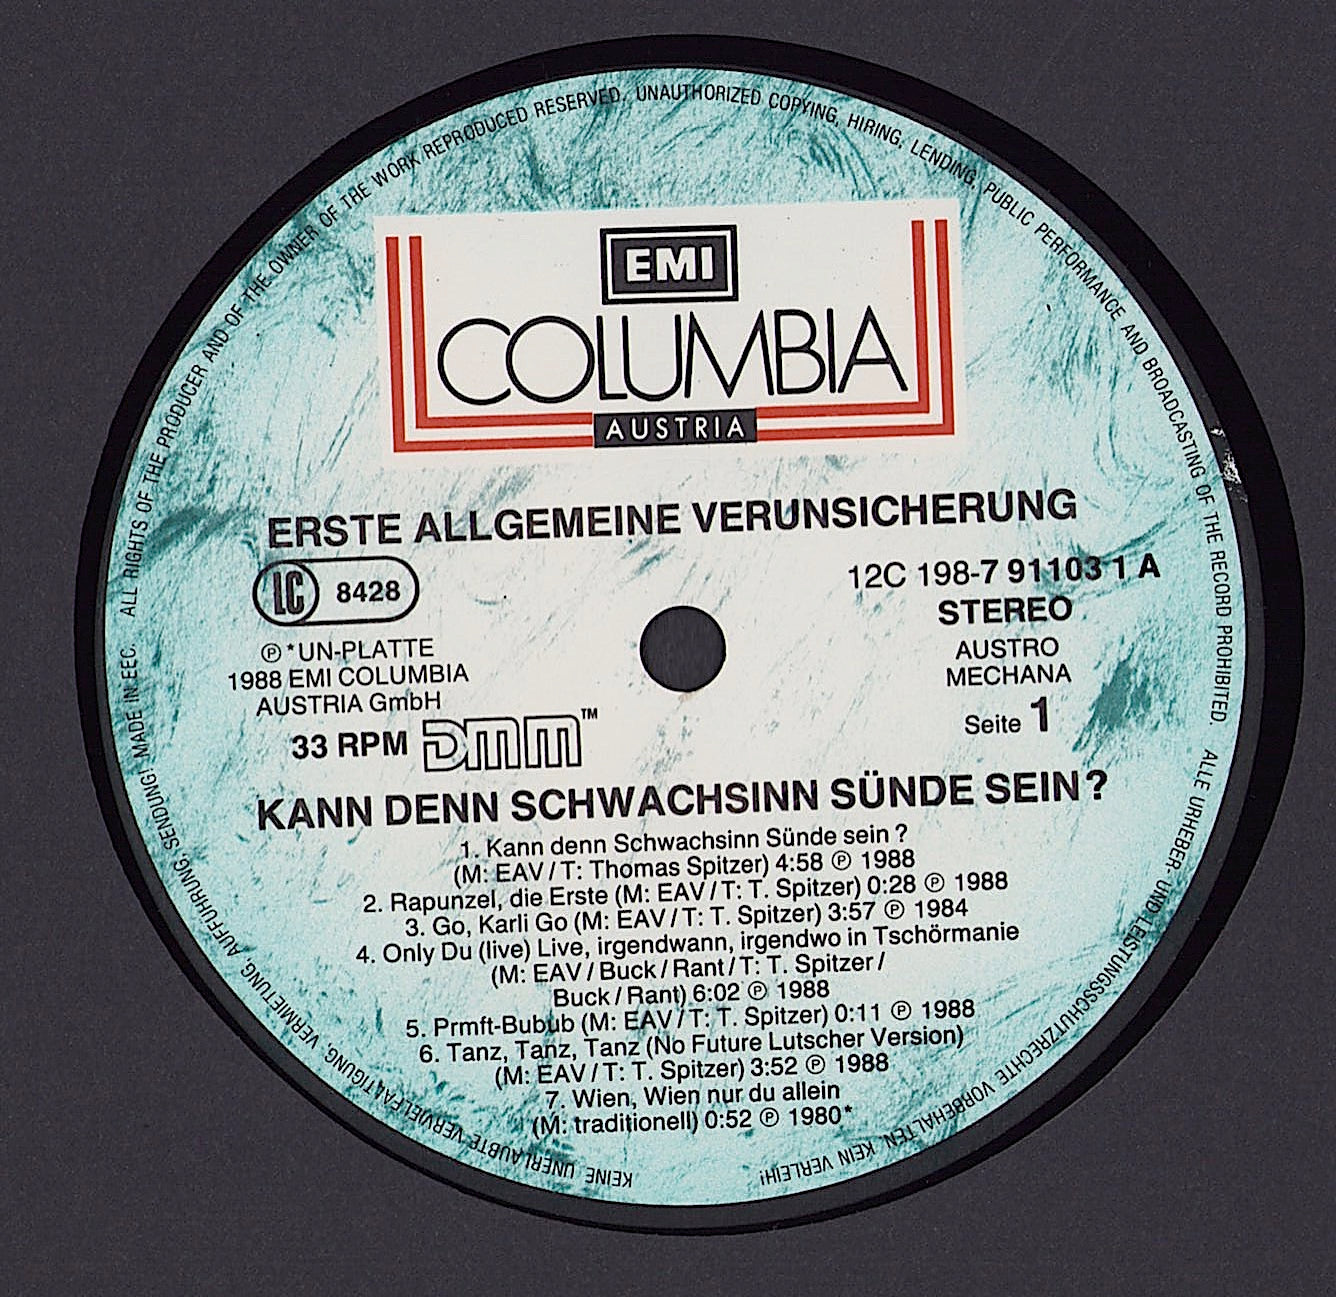 ALL RIGHTS OF THE PRODUCER AND OF THE OWNER OF THE WORK REPRODUCED RESERVED. UNAUTHORIZED COPYING, HIRING, LENDING, PUBLIC PERFORMANCE AND BROADCASTING OF THE RECORD PROHIBITED.
ALLE URHEBER- UND LEISTUNGSSCHUTZRECHTE VORBEHALTEN. KEIN VERLEIH!
KEINE UNERLAUBTE VERVIELFÄLTIGUNG, VERMIETUNG, AUFFÜHRUNG, SENDUNG! MADE IN EEC.
EMI
COLUMBIA
AUSTRIA
ERSTE ALLGEMEINE VERUNSICHERUNG
LC 8428
℗ *UN-PLATTE
1988 EMI COLUMBIA
AUSTRIA GmbH
33 RPM DMM™
12C 198-7 91103 1 A
STEREO
AUSTRO
MECHANA
Seite 1
KANN DENN SCHWACHSINN SÜNDE SEIN?
1. Kann denn Schwachsinn Sünde sein ?
(M: EAV / T: Thomas Spitzer) 4:58 ℗ 1988
2. Rapunzel, die Erste (M: EAV / T: T. Spitzer) 0:28 ℗ 1988
3. Go, Karli Go (M: EAV / T: T. Spitzer) 3:57 ℗ 1984
4. Only Du (live) Live, irgendwann, irgendwo in Tschörmanie
(M: EAV / Buck / Rant / T: T. Spitzer /
Buck / Rant) 6:02 ℗ 1988
5. Prmft-Bubub (M: EAV / T: T. Spitzer) 0:11 ℗ 1988
6. Tanz, Tanz, Tanz (No Future Lutscher Version)
(M: EAV / T: T. Spitzer) 3:52 ℗ 1988
7. Wien, Wien nur du allein
(M: traditionell) 0:52 ℗ 1980*